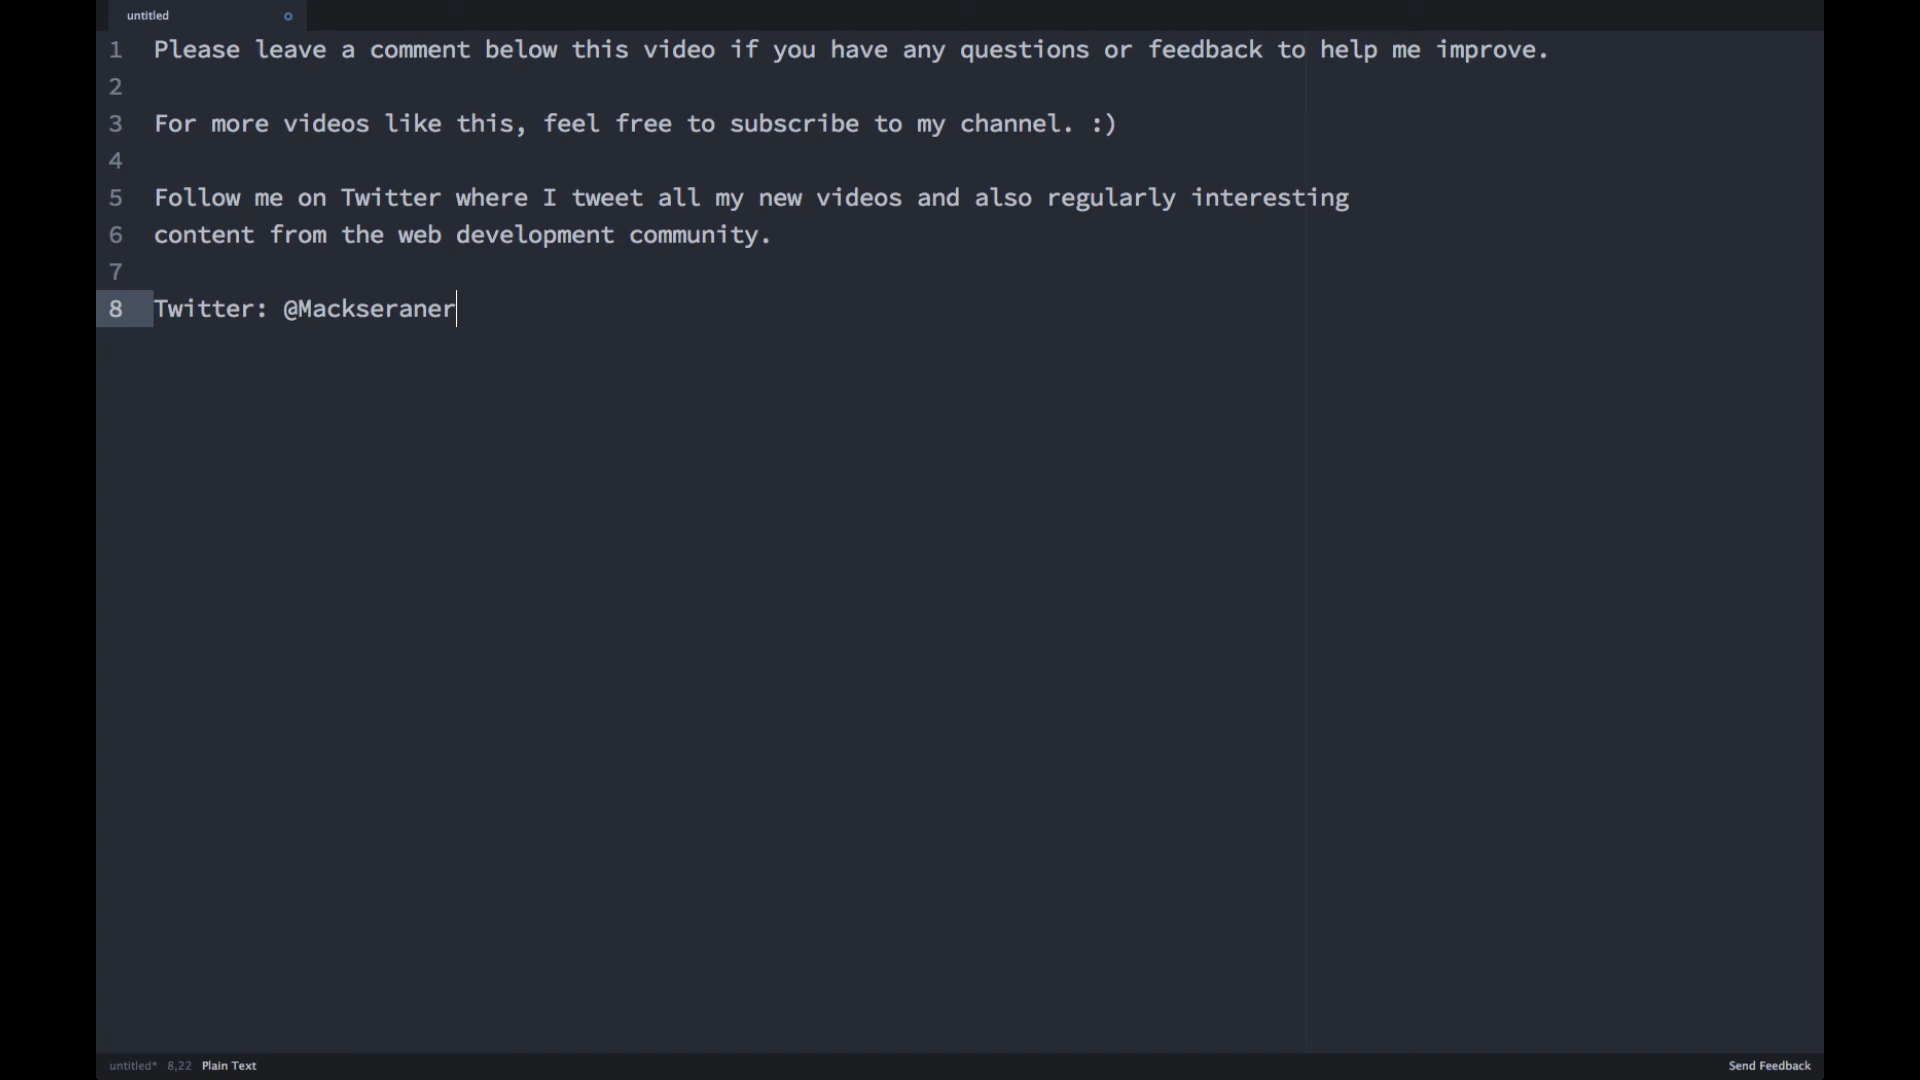 untitled
1 Please leave a comment below this video if you have any questions or feedback to help me improve.
2
3 For more videos like this, feel free to subscribe to my channel. :)
4
5 Follow me on Twitter where I tweet all my new videos and also regularly interesting
6 content from the web development community.
7
8 Twitter: @Mackseraner
untitled* 8,22 Plain Text Send Feedback